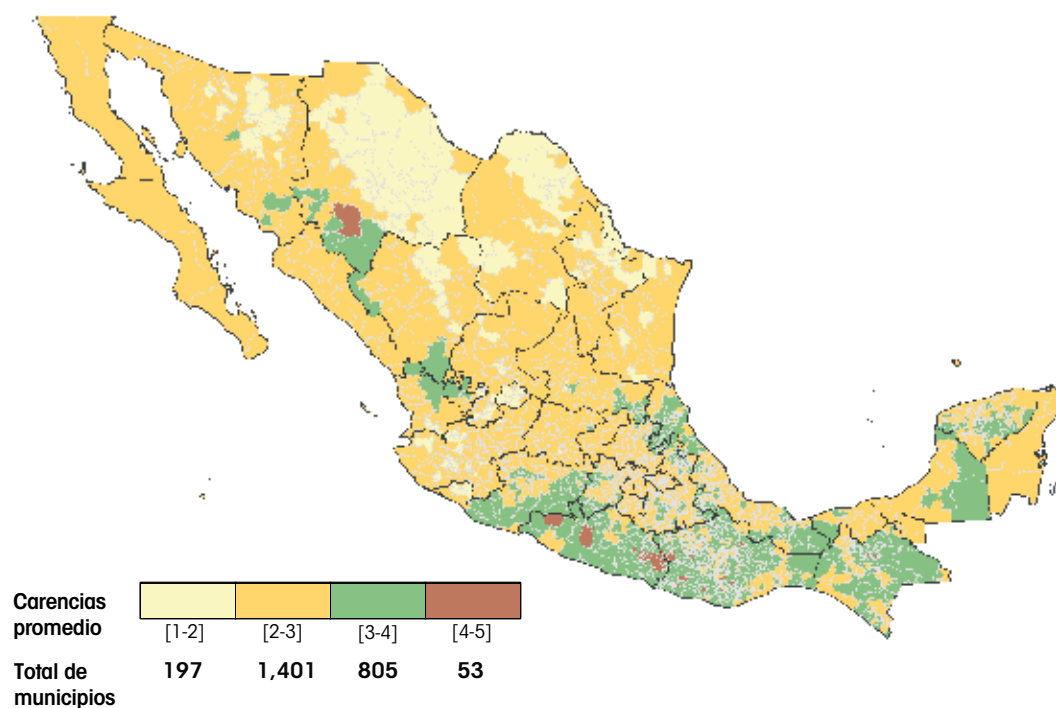 Carencias
promedio
[1-2] [2-3] [3-4] [4-5]
Total de
municipios
197 1,401 805 53